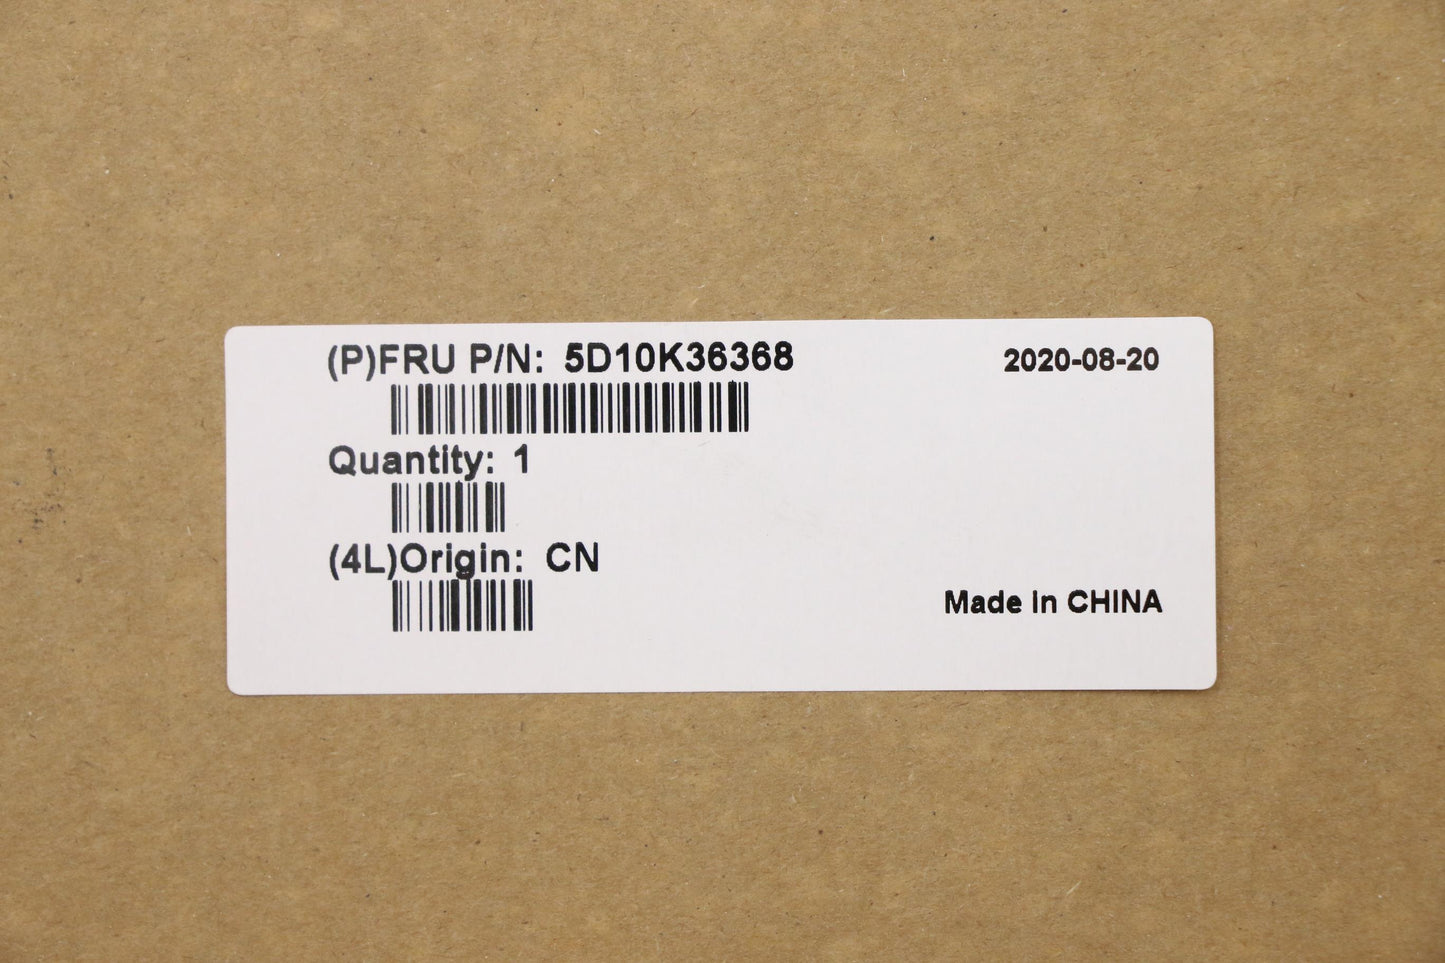 (P)FRU P/N: 5D10K36368
2020-08-20
Quantity: 1
(4L)Origin: CN
Made in CHINA